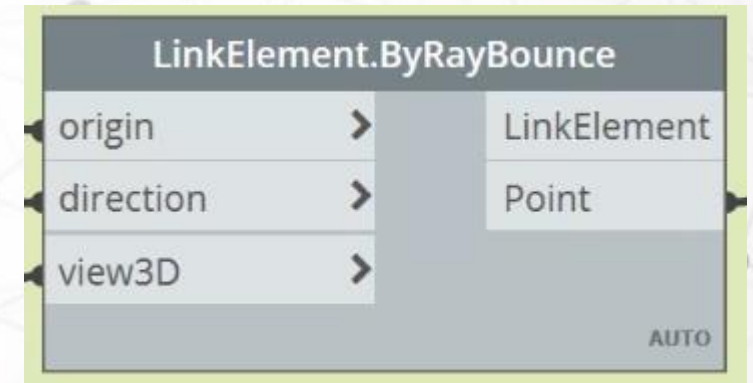 LinkElement.ByRayBounce
origin > LinkElement
direction > Point
view3D >
AUTO